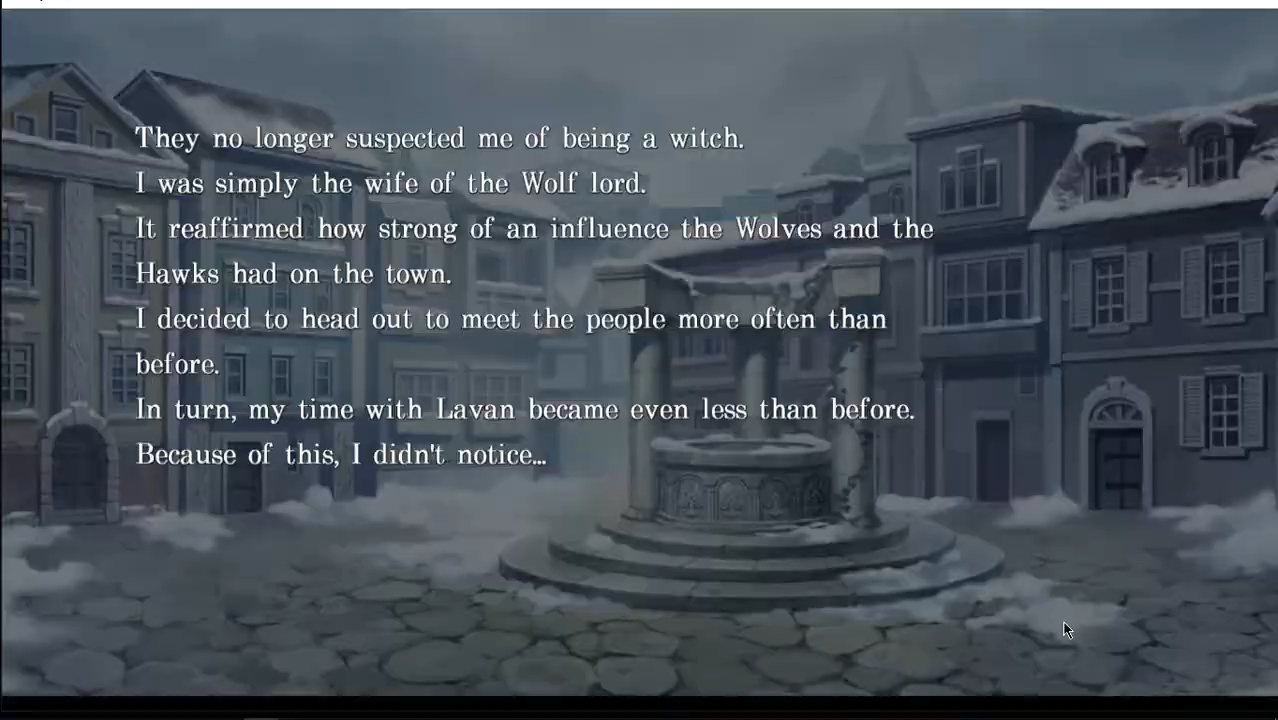 They no longer suspected me of being a witch.
I was simply the wife of the Wolf lord.
It reaffirmed how strong of an influence the Wolves and the
Hawks had on the town.
I decided to head out to meet the people more often than
before.
In turn, my time with Lavan became even less than before.
Because of this, I didn't notice...